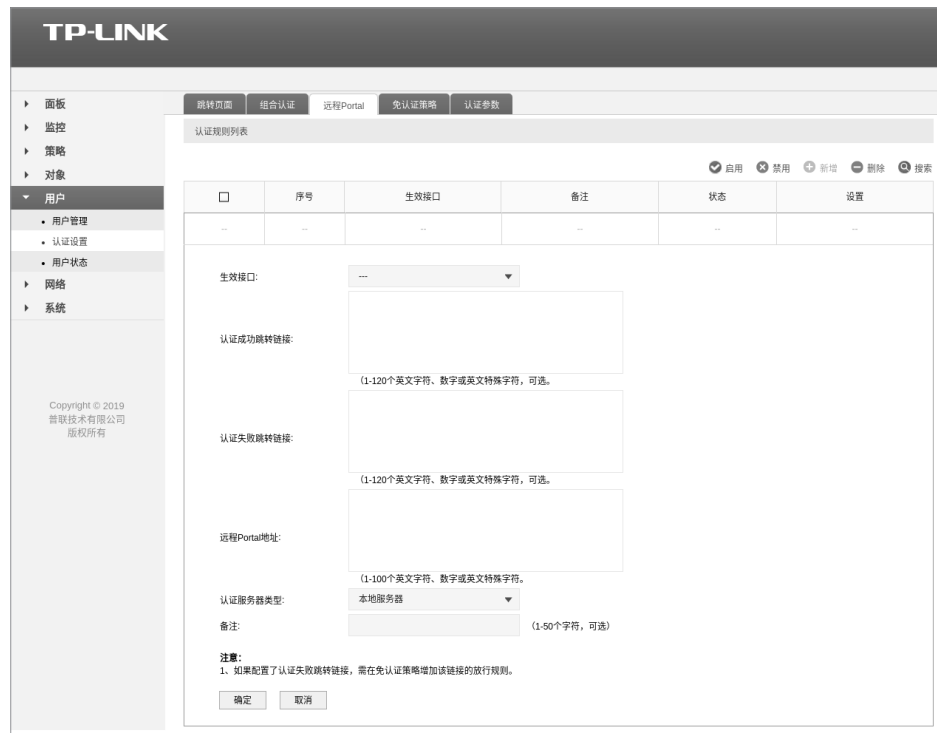 TP-LINK
面板
监控
策略
对象
用户
用户管理
认证设置
用户状态
网络
系统
Copyright © 2019
普联技术有限公司
版权所有
跳转页面 组合认证 远程Portal 免认证策略 认证参数
认证规则列表
启用 禁用 新增 删除 搜索
序号 生效接口 备注 状态 设置
-- -- -- -- -- --
生效接口: ---
认证成功跳转链接:
(1-120个英文字符、数字或英文特殊字符，可选。
认证失败跳转链接:
(1-120个英文字符、数字或英文特殊字符，可选。
远程Portal地址:
(1-100个英文字符、数字或英文特殊字符。
认证服务器类型: 本地服务器
备注: (1-50个字符，可选)
注意：
1、如果配置了认证失败跳转链接，需在免认证策略增加该链接的放行规则。
确定 取消